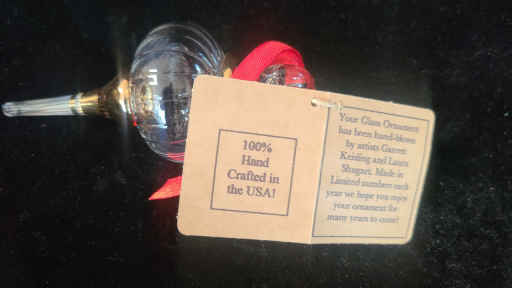 100%
Hand
Crafted in
the USA!
Your Glass Ornament
has been hand-blown
by artists Garrett
Keisling and Laura
Shugnet. Made in
Limited numbers each
year we hope you enjoy
your ornament for
many years to come!